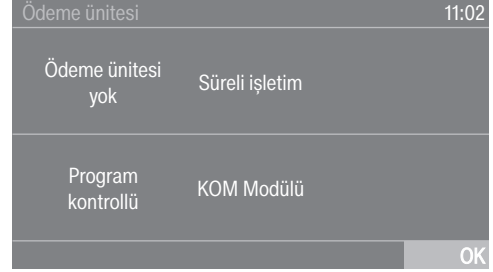 Ödeme ünitesi 11:02
Ödeme ünitesi
yok
Süreli işletim
Program
kontrollü
KOM Modülü
OK